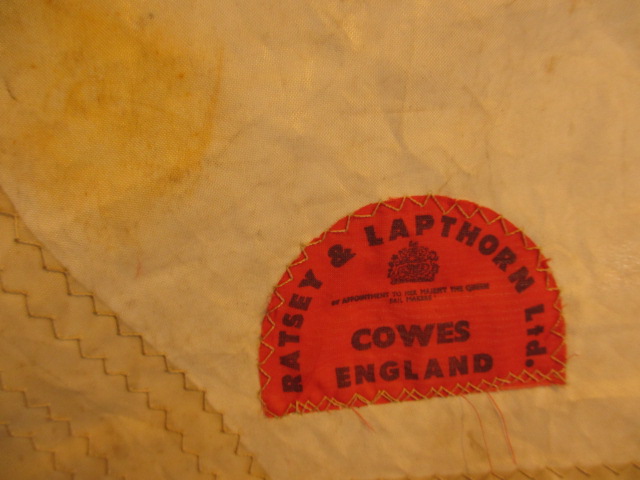 RATSEY & LAPTHORN Ltd.
BY APPOINTMENT TO HER MAJESTY THE QUEEN
SAIL MAKERS
COWES
ENGLAND